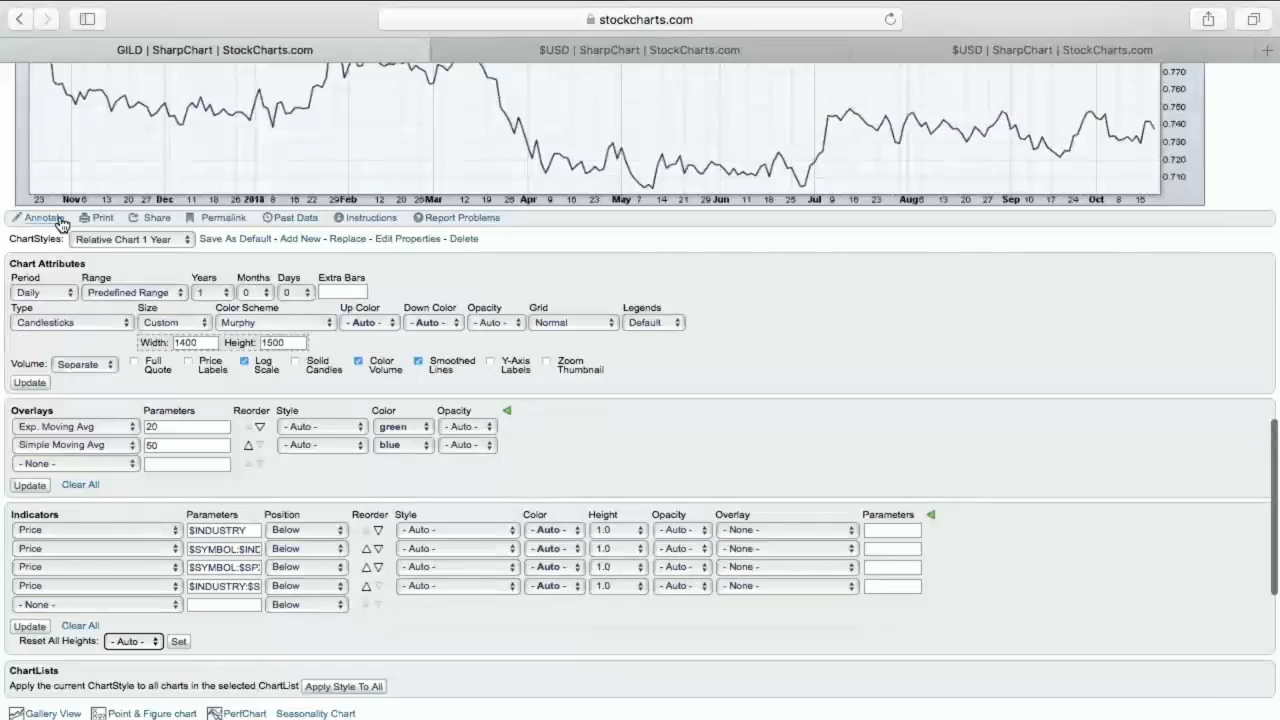 stockcharts.com
GILD | SharpChart | StockCharts.com
$USD | SharpChart | StockCharts.com
$USD | SharpChart | StockCharts.com
0.770
0.760
0.750
0.740
0.730
0.720
0.710
23 Nov 6 13 20 27 Dec 11 18 26 2018 8 16 22 29 Feb 12 20 26 Mar 12 19 26 Apr 9 16 23 May 7 14 21 29 Jun 11 18 25 Jul 9 16 23 Aug 6 13 20 27 Sep 10 17 24 Oct 8 15
Annotate Print Share Permalink Past Data Instructions Report Problems
ChartStyles: Relative Chart 1 Year Save As Default - Add New - Replace - Edit Properties - Delete
Chart Attributes
Period Range Years Months Days Extra Bars
Daily Predefined Range 1 0 0
Type Size Color Scheme Up Color Down Color Opacity Grid Legends
Candlesticks Custom Murphy - Auto - - Auto - - Auto - Normal Default
Width: 1400 Height: 1500
Volume: Separate Full Quote Price Labels Log Scale Solid Candles Color Volume Smoothed Lines Y-Axis Labels Zoom Thumbnail
Update
Overlays Parameters Reorder Style Color Opacity
Exp. Moving Avg 20 - Auto - green - Auto -
Simple Moving Avg 50 - Auto - blue - Auto -
- None -
Update Clear All
Indicators Parameters Position Reorder Style Color Height Opacity Overlay Parameters
Price $INDUSTRY Below - Auto - - Auto - 1.0 - Auto - - None -
Price $SYMBOL:$IND Below - Auto - - Auto - 1.0 - Auto - - None -
Price $SYMBOL:$SP Below - Auto - - Auto - 1.0 - Auto - - None -
Price $INDUSTRY:$S Below - Auto - - Auto - 1.0 - Auto - - None -
- None - Below
Update Clear All
Reset All Heights: - Auto - Set
ChartLists
Apply the current ChartStyle to all charts in the selected ChartList Apply Style To All
Gallery View Point & Figure chart PerfChart Seasonality Chart